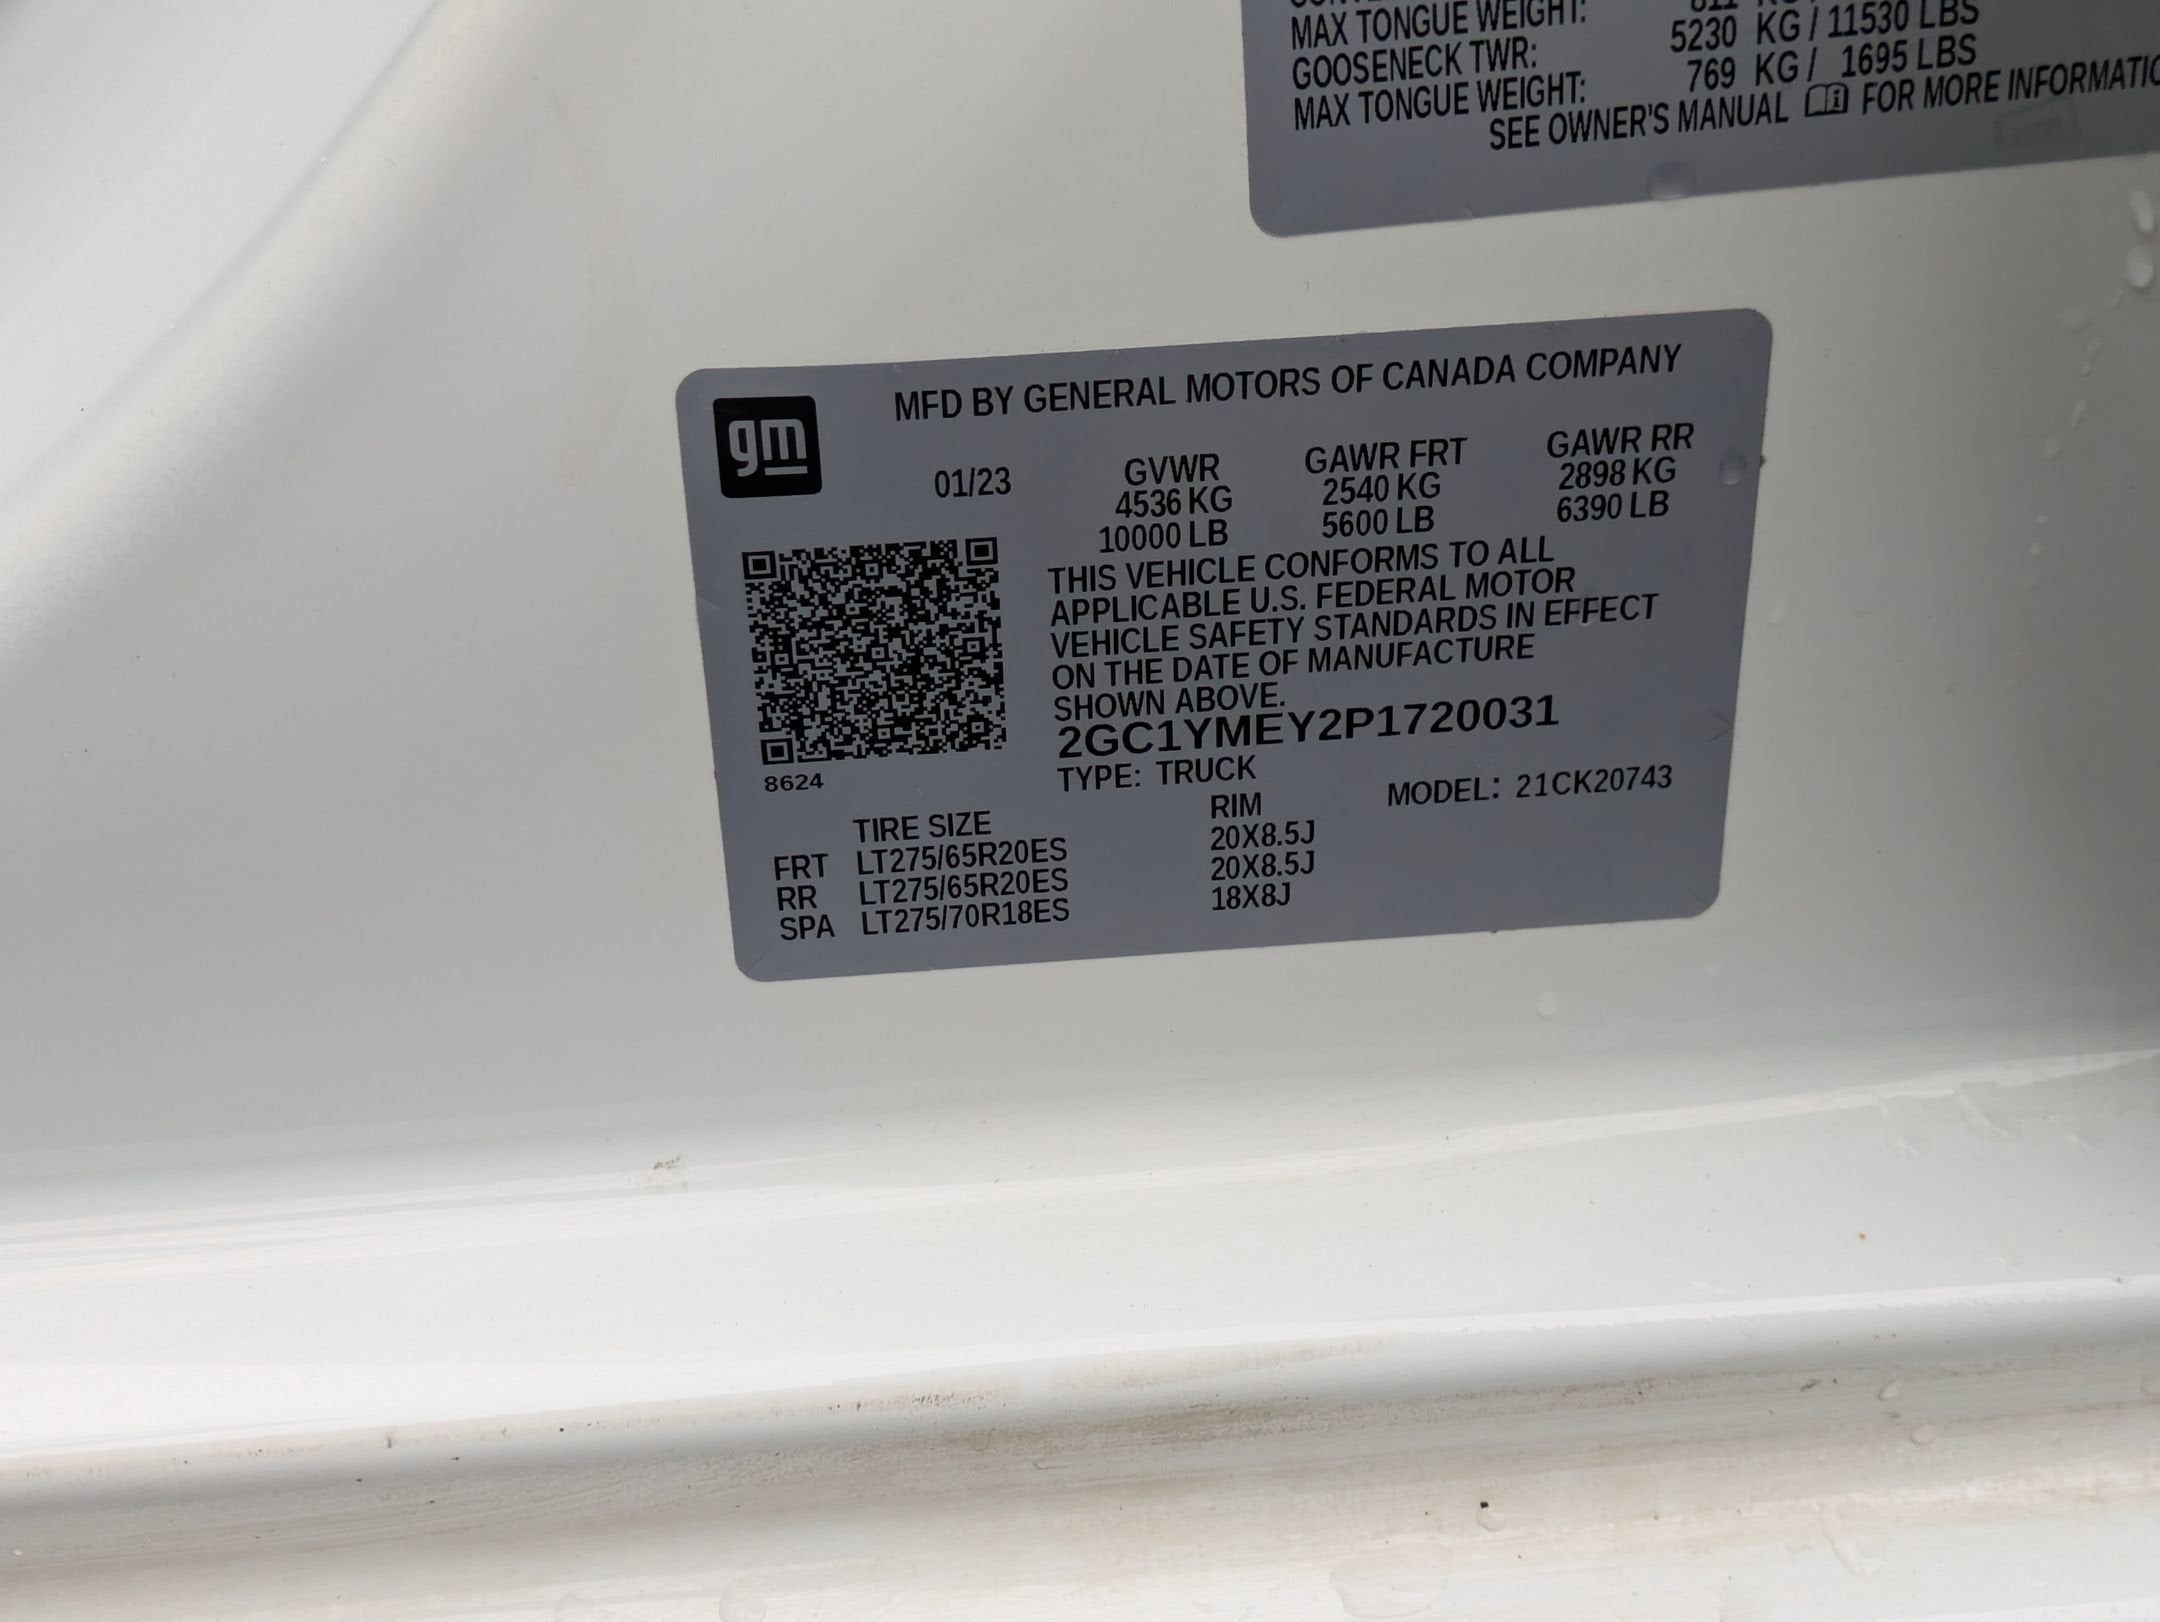 MAX TONGUE WEIGHT: 811 KG /
GOOSENECK TWR: 5230 KG / 11530 LBS
MAX TONGUE WEIGHT: 769 KG / 1695 LBS
SEE OWNER'S MANUAL FOR MORE
gm
MFD BY GENERAL MOTORS OF CANADA COMPANY
01/23 GVWR GAWR FRT GAWR RR
4536 KG 2540 KG 2898 KG
10000 LB 5600 LB 6390 LB
THIS VEHICLE CONFORMS TO ALL
APPLICABLE U.S. FEDERAL MOTOR
VEHICLE SAFETY STANDARDS IN EFFECT
ON THE DATE OF MANUFACTURE
SHOWN ABOVE.
2GC1YMEY2P1720031
8624
TYPE: TRUCK MODEL: 21CK20743
TIRE SIZE RIM
FRT LT275/65R20ES 20X8.5J
RR LT275/65R20ES 20X8.5J
SPA LT275/70R18ES 18X8J